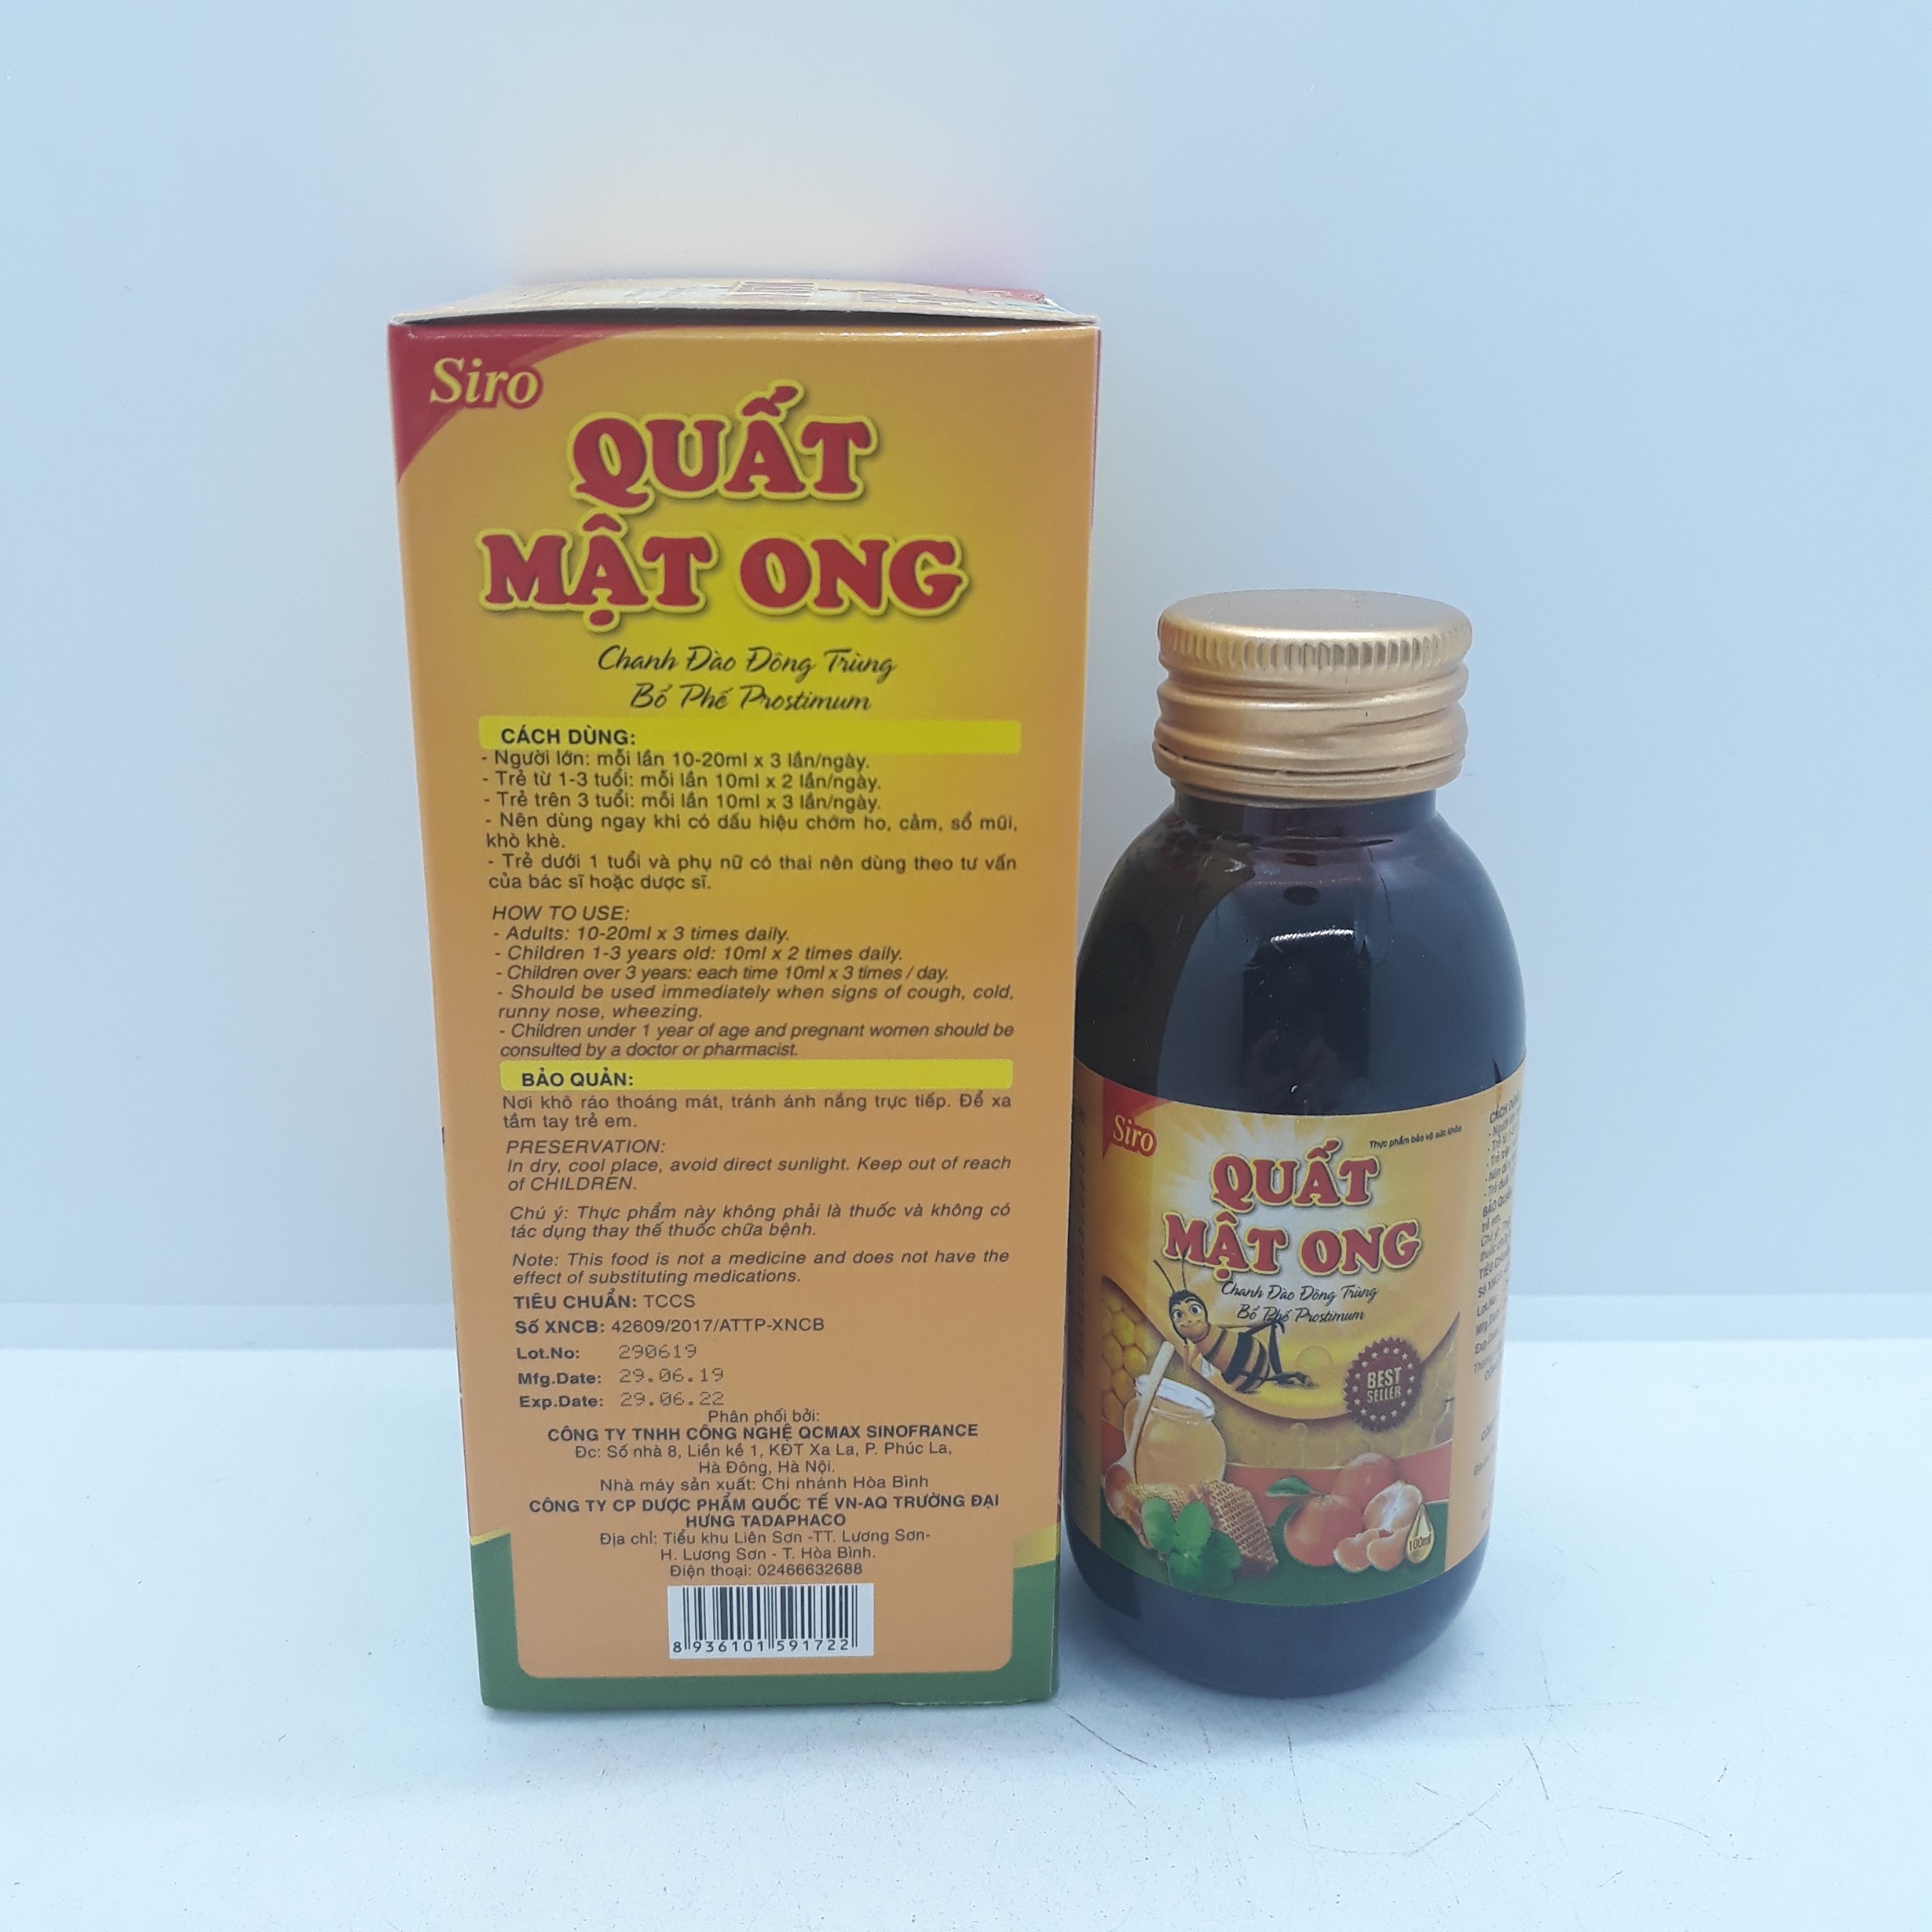 Siro
QUẤT
MẬT ONG
Chanh Đào Đông Trùng
Bổ Phế Prostimum
CÁCH DÙNG:
- Người lớn: mỗi lần 10-20ml x 3 lần/ngày.
- Trẻ từ 1-3 tuổi: mỗi lần 10ml x 2 lần/ngày.
- Trẻ trên 3 tuổi: mỗi lần 10ml x 3 lần/ngày.
- Nên dùng ngay khi có dấu hiệu chớm ho, cảm, sổ mũi,
khò khè.
- Trẻ dưới 1 tuổi và phụ nữ có thai nên dùng theo tư vấn
của bác sĩ hoặc dược sĩ.
HOW TO USE:
- Adults: 10-20ml x 3 times daily.
- Children 1-3 years old: 10ml x 2 times daily.
- Children over 3 years: each time 10ml x 3 times / day.
- Should be used immediately when signs of cough, cold,
runny nose, wheezing.
- Children under 1 year of age and pregnant women should be
consulted by a doctor or pharmacist.
BẢO QUẢN:
Nơi khô ráo thoáng mát, tránh ánh nắng trực tiếp. Để xa
tầm tay trẻ em.
PRESERVATION:
In dry, cool place, avoid direct sunlight. Keep out of reach
of CHILDREN.
Chú ý: Thực phẩm này không phải là thuốc và không có
tác dụng thay thế thuốc chữa bệnh.
Note: This food is not a medicine and does not have the
effect of substituting medications.
TIÊU CHUẨN: TCCS
Số XNCB: 42609/2017/ATTP-XNCB
Lot.No: 290619
Mfg.Date: 29.06.19
Exp.Date: 29.06.22
Phân phối bởi:
CÔNG TY TNHH CÔNG NGHỆ QCMAX SINOFRANCE
Đc: Số nhà 8, Liền kề 1, KĐT Xa La, P. Phúc La,
Hà Đông, Hà Nội.
Nhà máy sản xuất: Chi nhánh Hòa Bình
CÔNG TY CP DƯỢC PHẨM QUỐC TẾ VN-AQ TRƯỜNG ĐẠI
HƯNG TADAPHACO
Địa chỉ: Tiểu khu Liên Sơn -TT. Lương Sơn-
H. Lương Sơn - T. Hòa Bình.
Điện thoại: 02466632688
8 936101 591722
Siro
Thực phẩm bảo vệ sức khỏe
QUẤT
MẬT ONG
Chanh Đào Đông Trùng
Bổ Phế Prostimum
BEST
SELLER
100ml